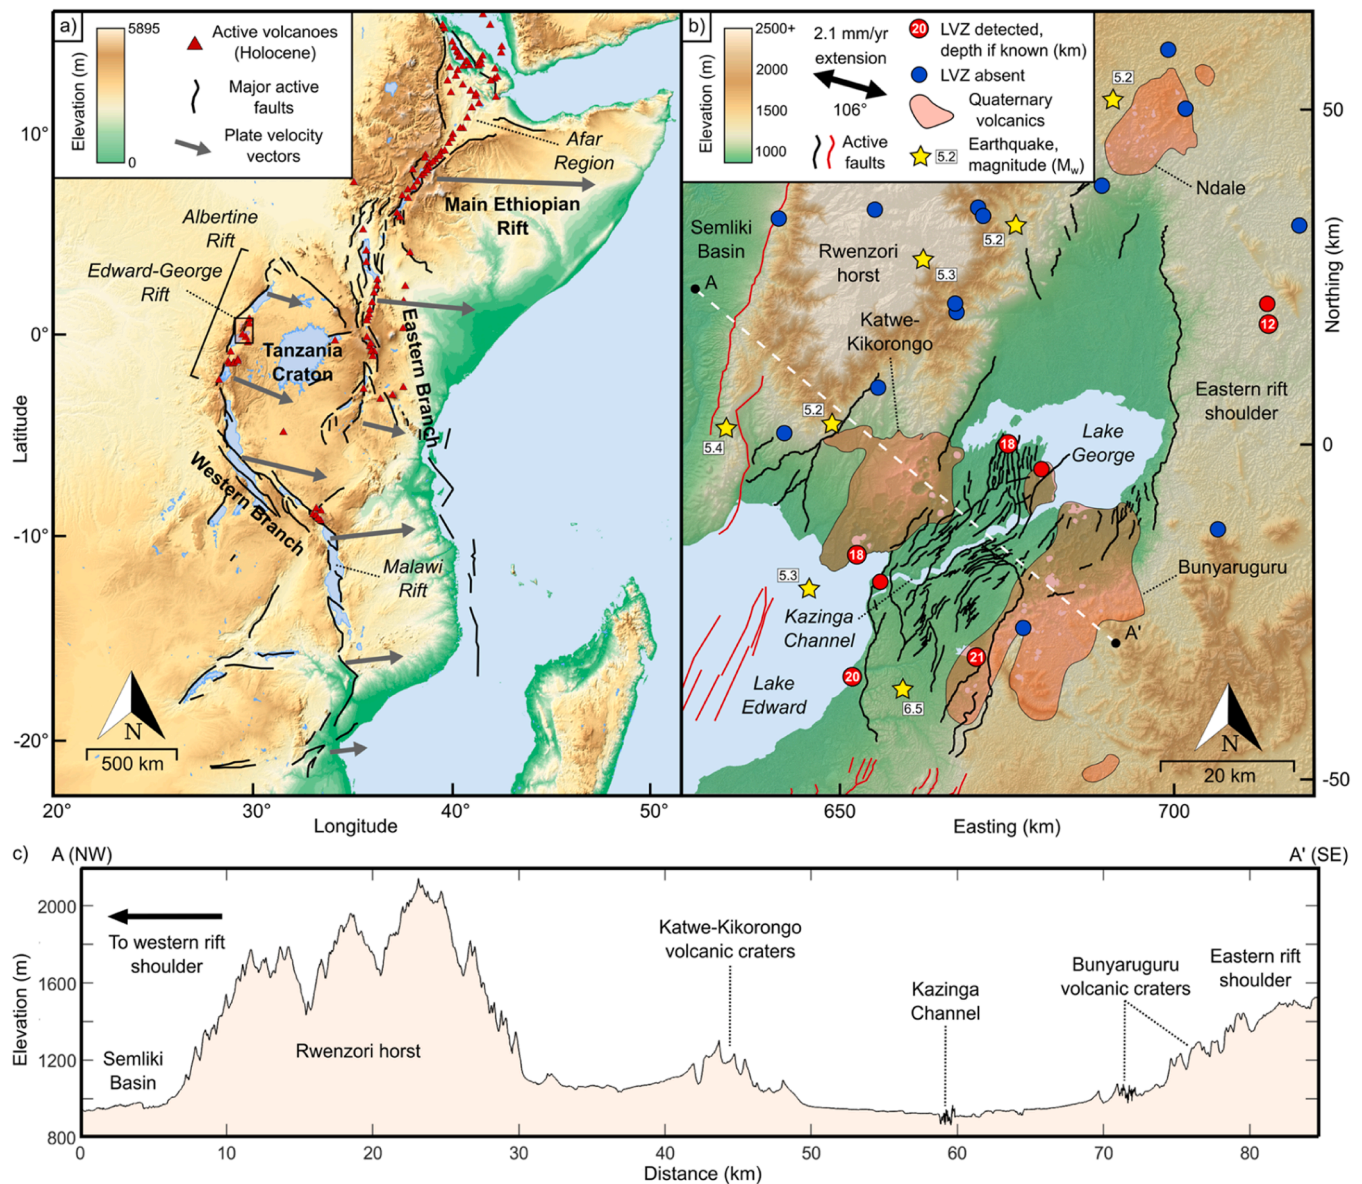 a)
5895
0
Elevation (m)
Active volcanoes
(Holocene)
Major active
faults
Plate velocity
vectors
Afar
Region
Main Ethiopian
Rift
Albertine
Rift
Edward-George
Rift
Tanzania
Craton
Eastern Branch
Western Branch
Malawi
Rift
N
500 km
10°
0°
-10°
-20°
Latitude
20°
30°
40°
50°
Longitude
b)
2500+
2000
1500
1000
Elevation (m)
2.1 mm/yr
extension
106°
Active
faults
20
LVZ detected,
depth if known (km)
LVZ absent
Quaternary
volcanics
5.2
Earthquake,
magnitude (Mw)
5.2
Ndale
Semliki
Basin
A
Rwenzori
horst
5.2
5.3
Katwe-
Kikorongo
12
Eastern rift
shoulder
5.2
5.4
18
Lake
George
18
5.3
Kazinga
Channel
Bunyaruguru
A'
21
20
6.5
Lake
Edward
N
20 km
50
0
-50
Northing (km)
650
700
Easting (km)
c)
A (NW)
A' (SE)
2000
1600
1200
800
Elevation (m)
To western rift
shoulder
Semliki
Basin
Rwenzori horst
Katwe-Kikorongo
volcanic craters
Kazinga
Channel
Bunyaruguru
volcanic craters
Eastern rift
shoulder
0
10
20
30
40
50
60
70
80
Distance (km)